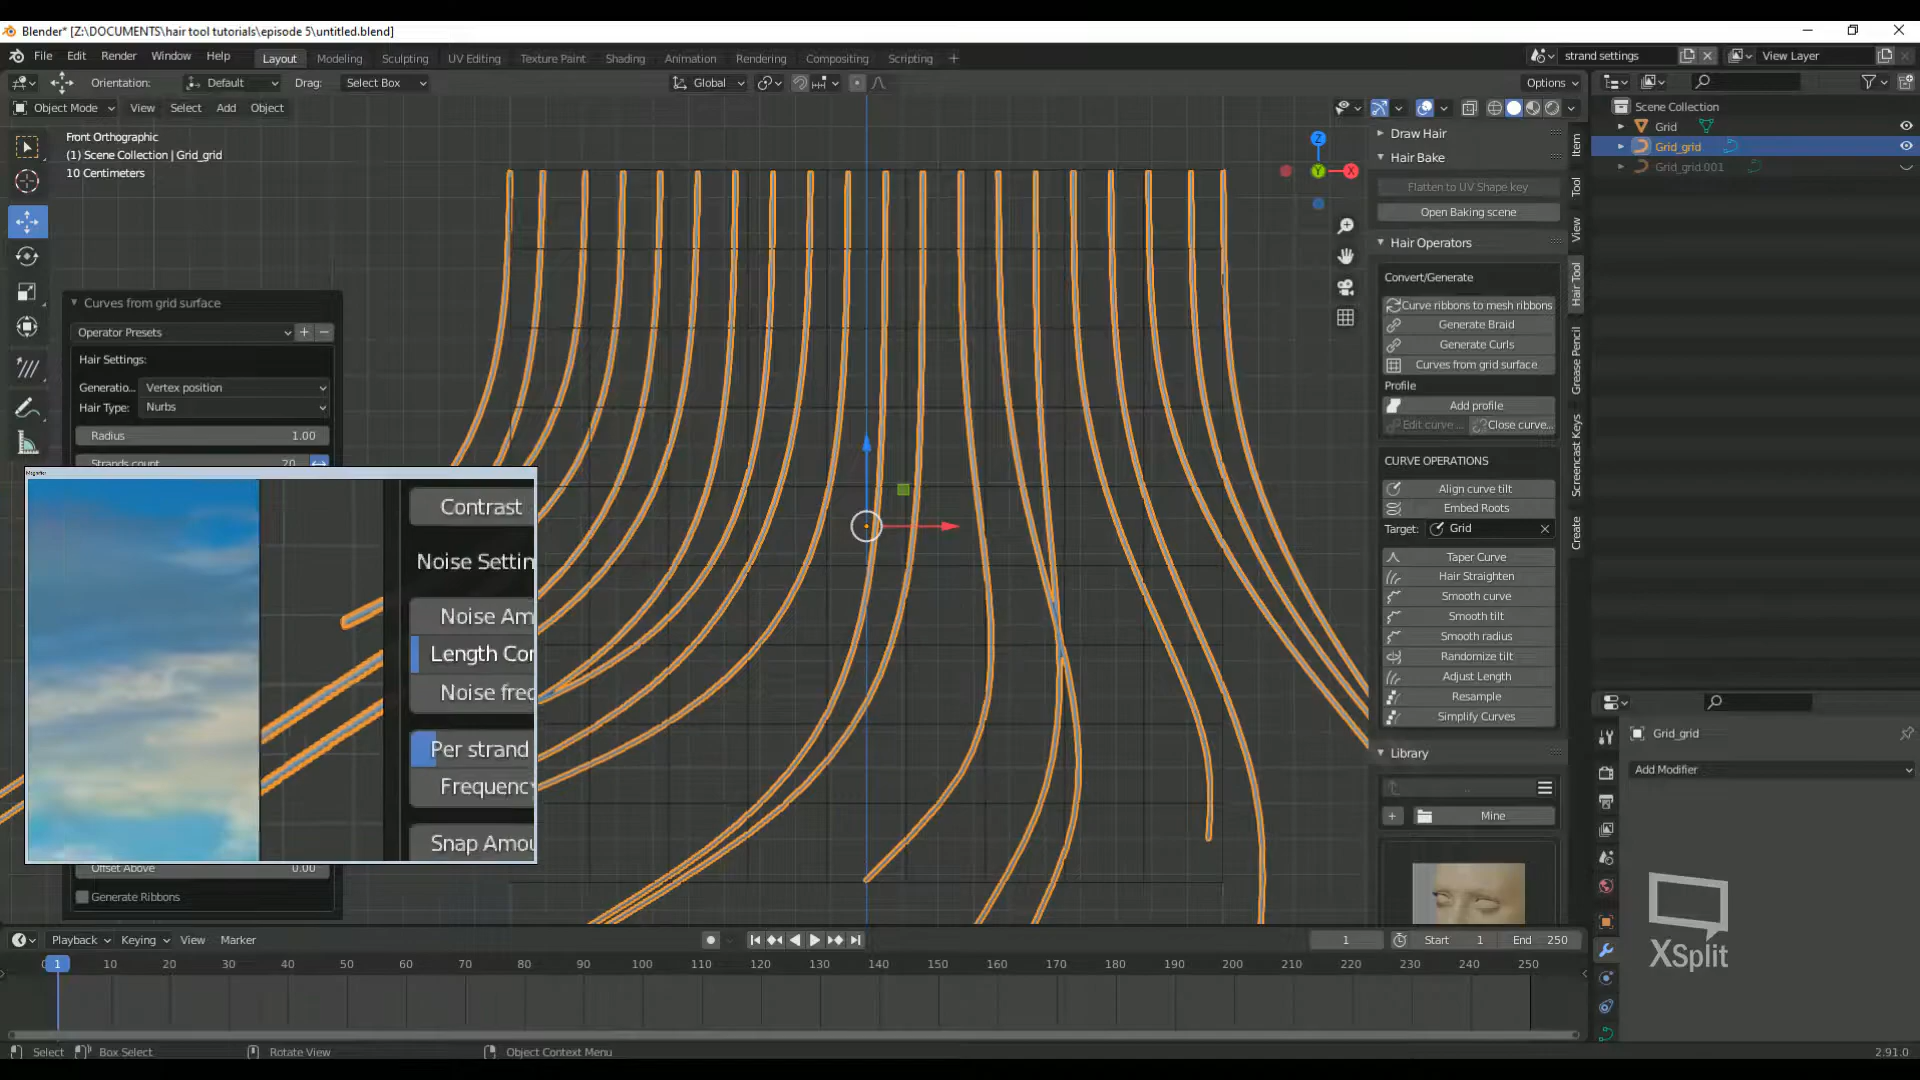 Blender* [Z:\DOCUMENTS\hair tool tutorials\episode 5\untitled.blend]
File Edit Render Window Help Layout Modeling Sculpting UV Editing Texture Paint Shading Animation Rendering Compositing Scripting + strand settings View Layer
Orientation: Default Drag: Select Box Global Options
Object Mode View Select Add Object
Front Orthographic
(1) Scene Collection | Grid_grid
10 Centimeters
Curves from grid surface
Operator Presets
Hair Settings:
Generatio... Vertex position
Hair Type: Nurbs
Radius 1.00
Strands count 20
Magnifier
Contrast
Noise Settin
Noise Am
Length Cor
Noise freq
Per strand
Frequency
Snap Amou
Offset Above 0.00
Generate Ribbons
Z
Y
X
Draw Hair
Hair Bake
Flatten to UV Shape key
Open Baking scene
Hair Operators
Convert/Generate
Curve ribbons to mesh ribbons
Generate Braid
Generate Curls
Curves from grid surface
Profile
Add profile
Edit curve ... Close curve...
CURVE OPERATIONS
Align curve tilt
Embed Roots
Target: Grid
Taper Curve
Hair Straighten
Smooth curve
Smooth tilt
Smooth radius
Randomize tilt
Adjust Length
Resample
Simplify Curves
Library
..
+ Mine
Item
Tool
View
Hair Tool
Grease Pencil
Screencast Keys
Create
Scene Collection
Grid
Grid_grid
Grid_grid.001
Grid_grid
Add Modifier
XSplit
Playback Keying View Marker 1 Start 1 End 250
0 1 10 20 30 40 50 60 70 80 90 100 110 120 130 140 150 160 170 180 190 200 210 220 230 240 250
Select Box Select Rotate View Object Context Menu 2.91.0